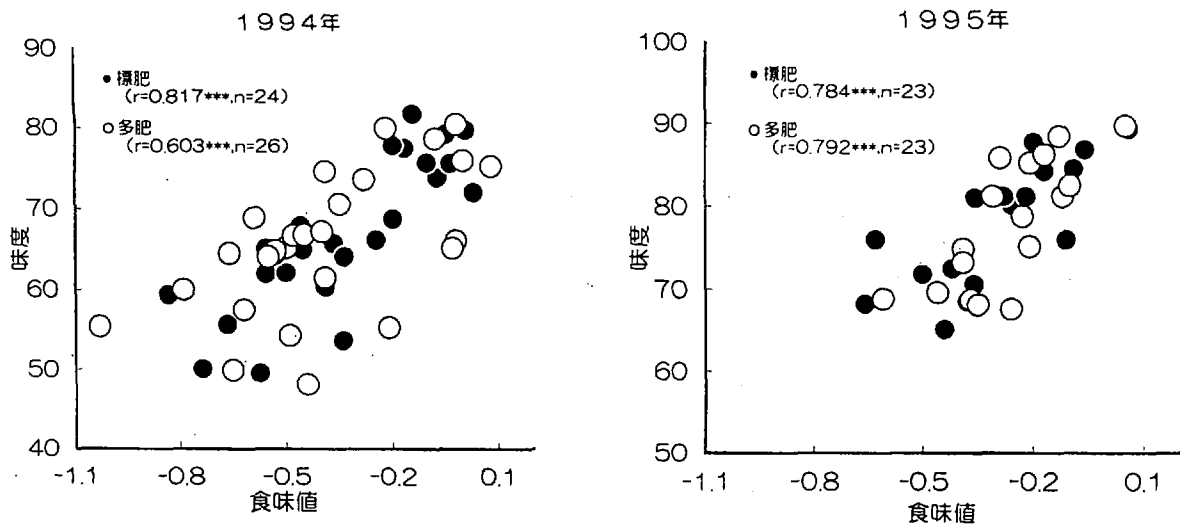 1994年
90
80
70
60
50
40
味度
●標肥
(r=0.817***,n=24)
○多肥
(r=0.603***,n=26)
-1.1 -0.8 -0.5 -0.2 0.1
食味値
1995年
100
90
80
70
60
50
味度
●標肥
(r=0.784***,n=23)
○多肥
(r=0.792***,n=23)
-1.1 -0.8 -0.5 -0.2 0.1
食味値